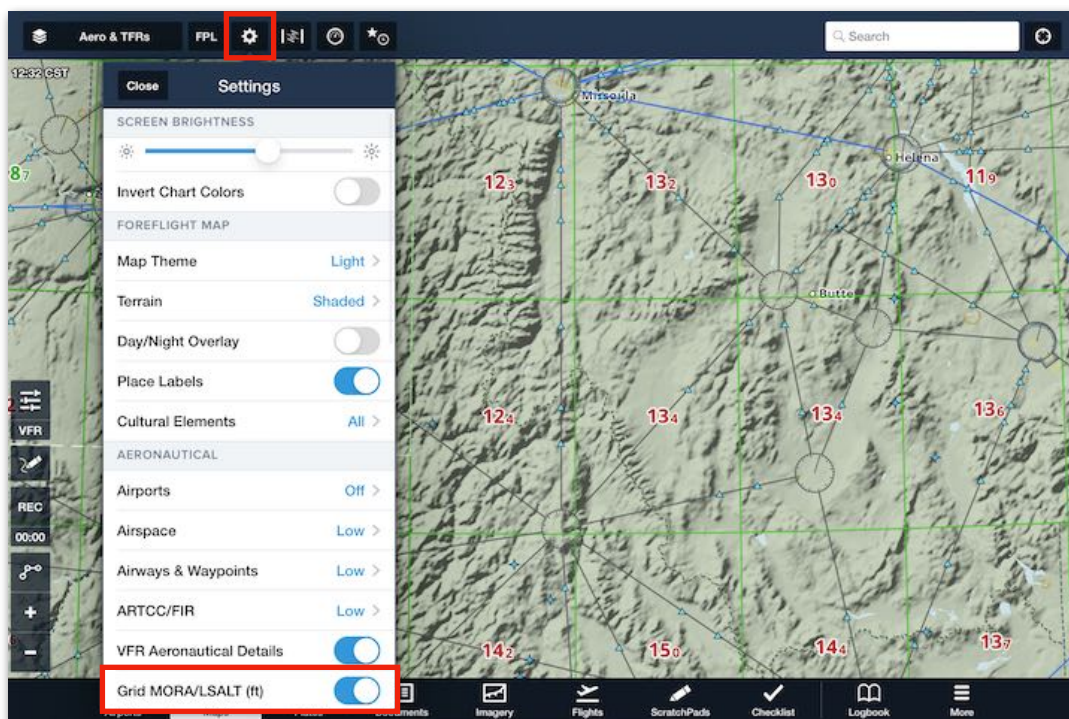 Aero & TFRs FPL Search
12:32 CST
Close Settings
SCREEN BRIGHTNESS
Invert Chart Colors
FOREFLIGHT MAP
Map Theme Light >
Terrain Shaded >
Day/Night Overlay
Place Labels
Cultural Elements All >
AERONAUTICAL
Airports Off >
Airspace Low >
Airways & Waypoints Low >
ARTCC/FIR Low >
VFR Aeronautical Details
Grid MORA/LSALT (ft)
VFR
REC
00:00
+
−
Missoula
Helena
87
123 132 130 119
Butte
124 134 134 136
142 150 144 137
Documents Imagery Flights ScratchPads Checklist Logbook More